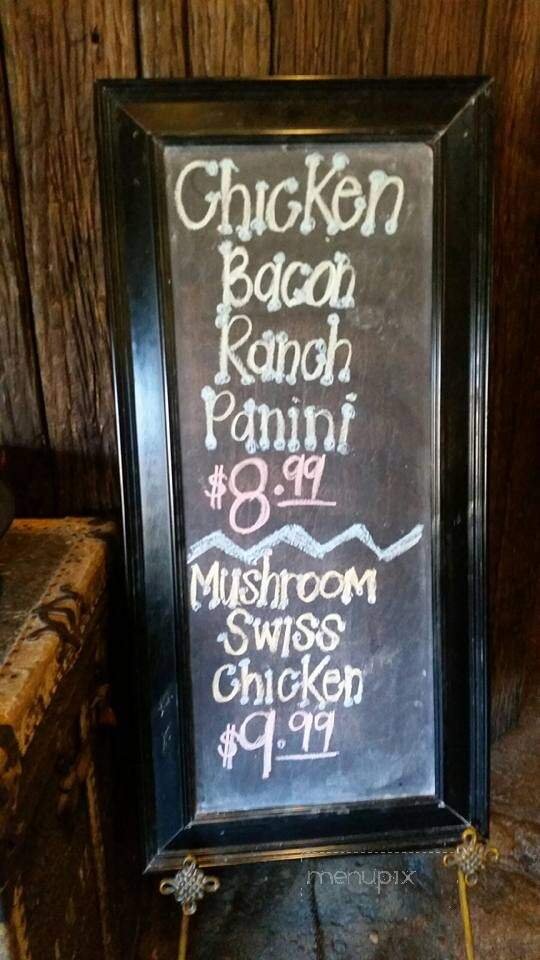 Chicken
Bacon
Ranch
Panini
$8.99
Mushroom
Swiss
Chicken
$9.99
menupix